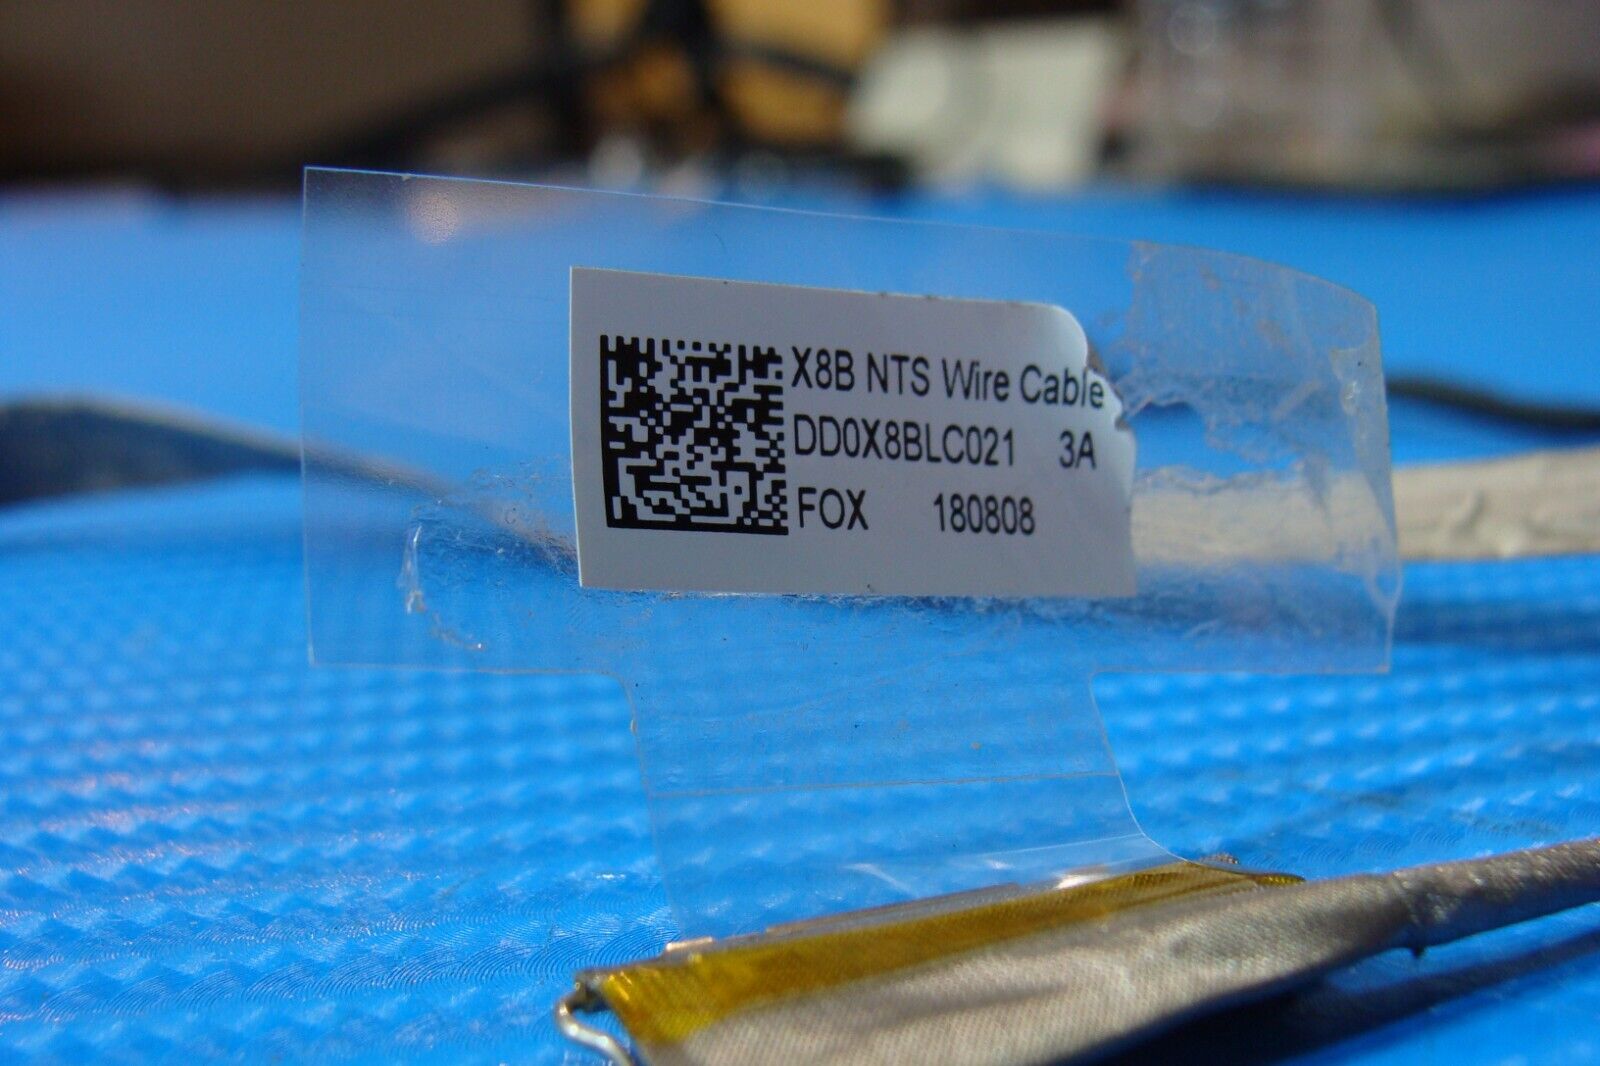 X8B NTS Wire Cable
DD0X8BLC021 3A
FOX 180808